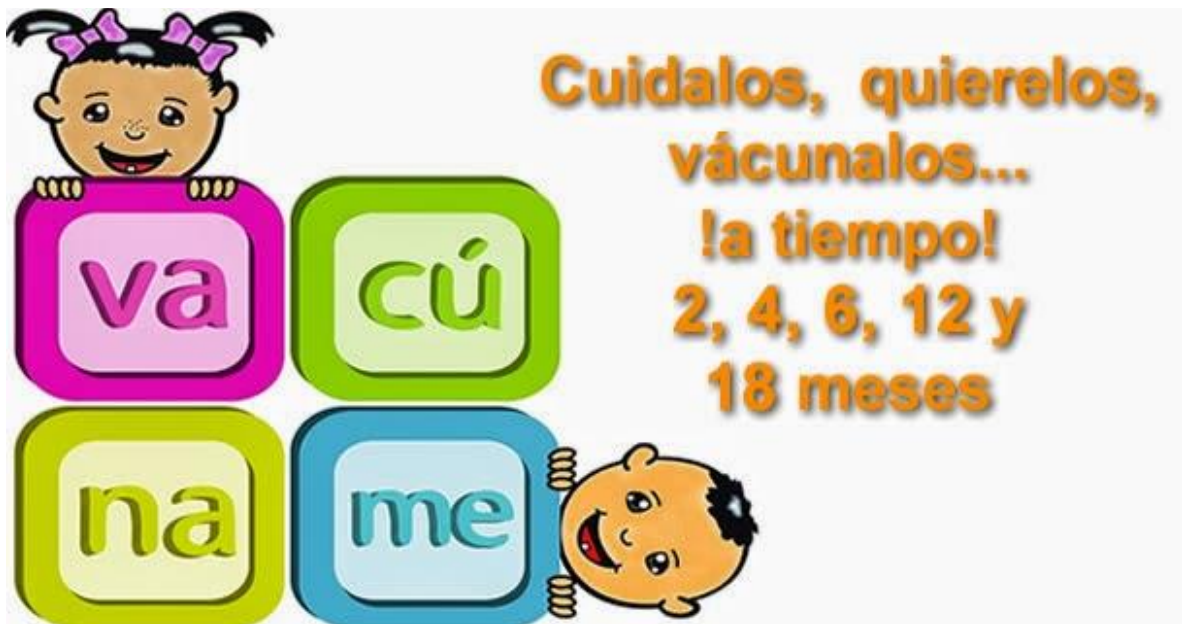 va cú
na me
Cuidalos, quierelos,
vácunalos...
!a tiempo!
2, 4, 6, 12 y
18 meses